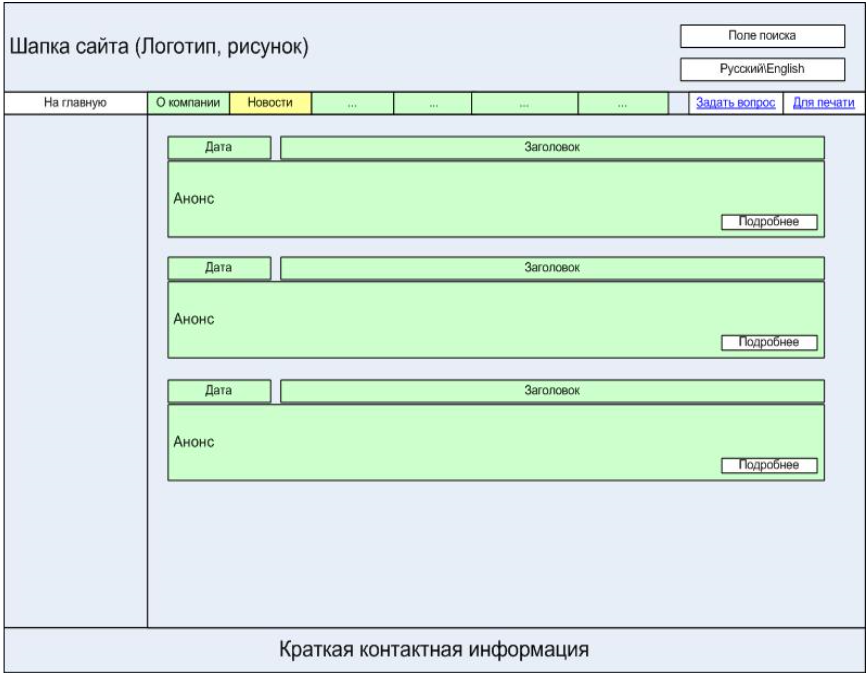 Шапка сайта (Логотип, рисунок)
Поле поиска
Русский\English
На главную
О компании
Новости
...
...
...
...
Задать вопрос
Для печати
Дата
Заголовок
Анонс
Подробнее
Дата
Заголовок
Анонс
Подробнее
Дата
Заголовок
Анонс
Подробнее
Краткая контактная информация